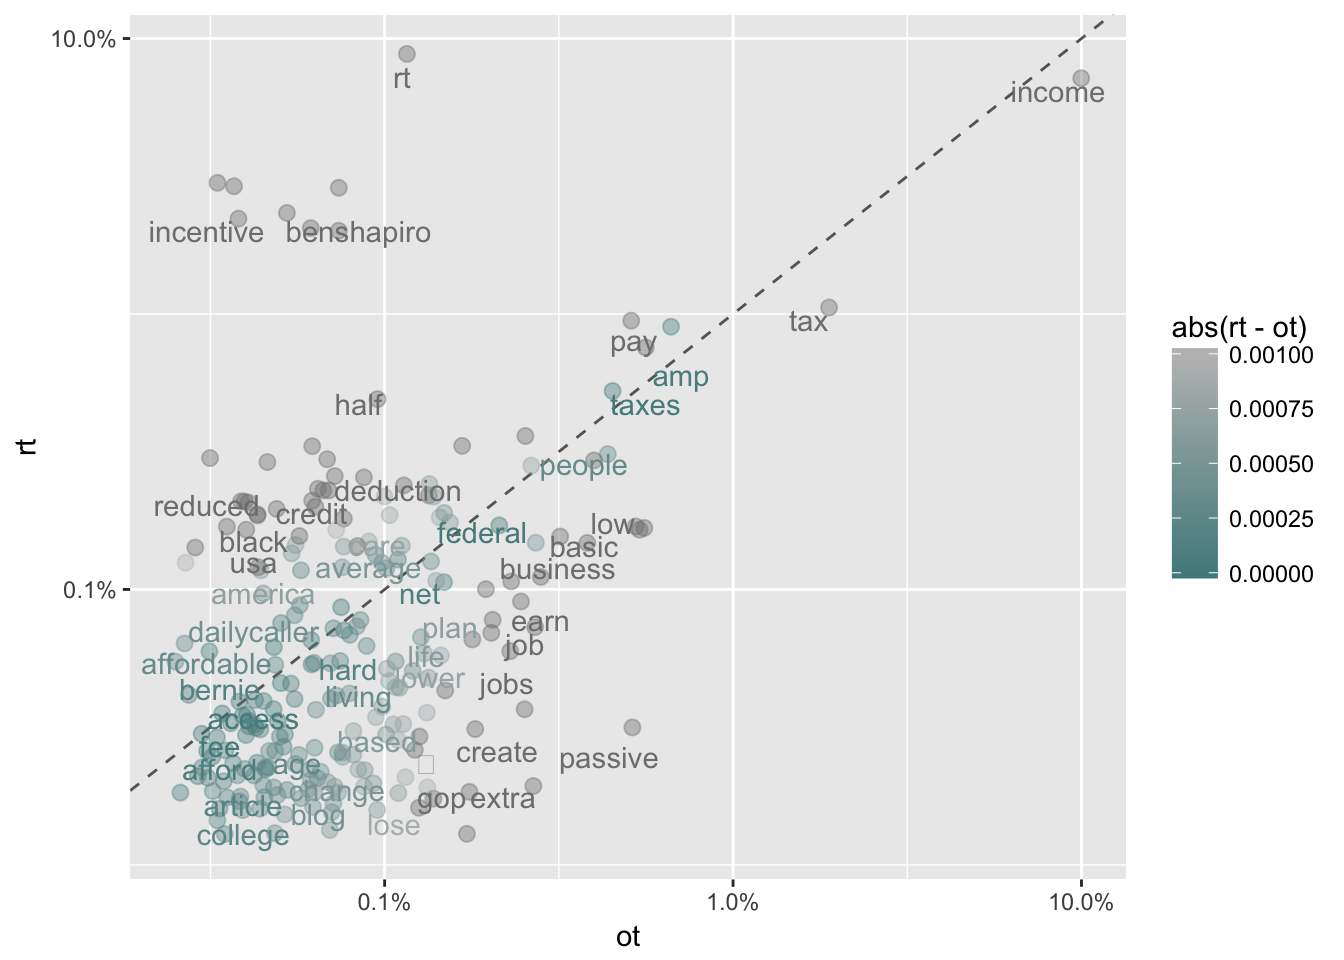 10.0%
rt
income
incentive
benshapiro
tax
pay
amp
half
taxes
people
deduction
reduced
credit
low
federal
black
are
basic
usa
average
business
america
net
0.1%
earn
plan
dailycaller
job
life
affordable
hard
lower
jobs
bernie
living
access
based
fee
create
passive
age
afford
change
gop
extra
article
blog
lose
college
0.1%
1.0%
10.0%
ot
rt
abs(rt - ot)
0.00100
0.00075
0.00050
0.00025
0.00000